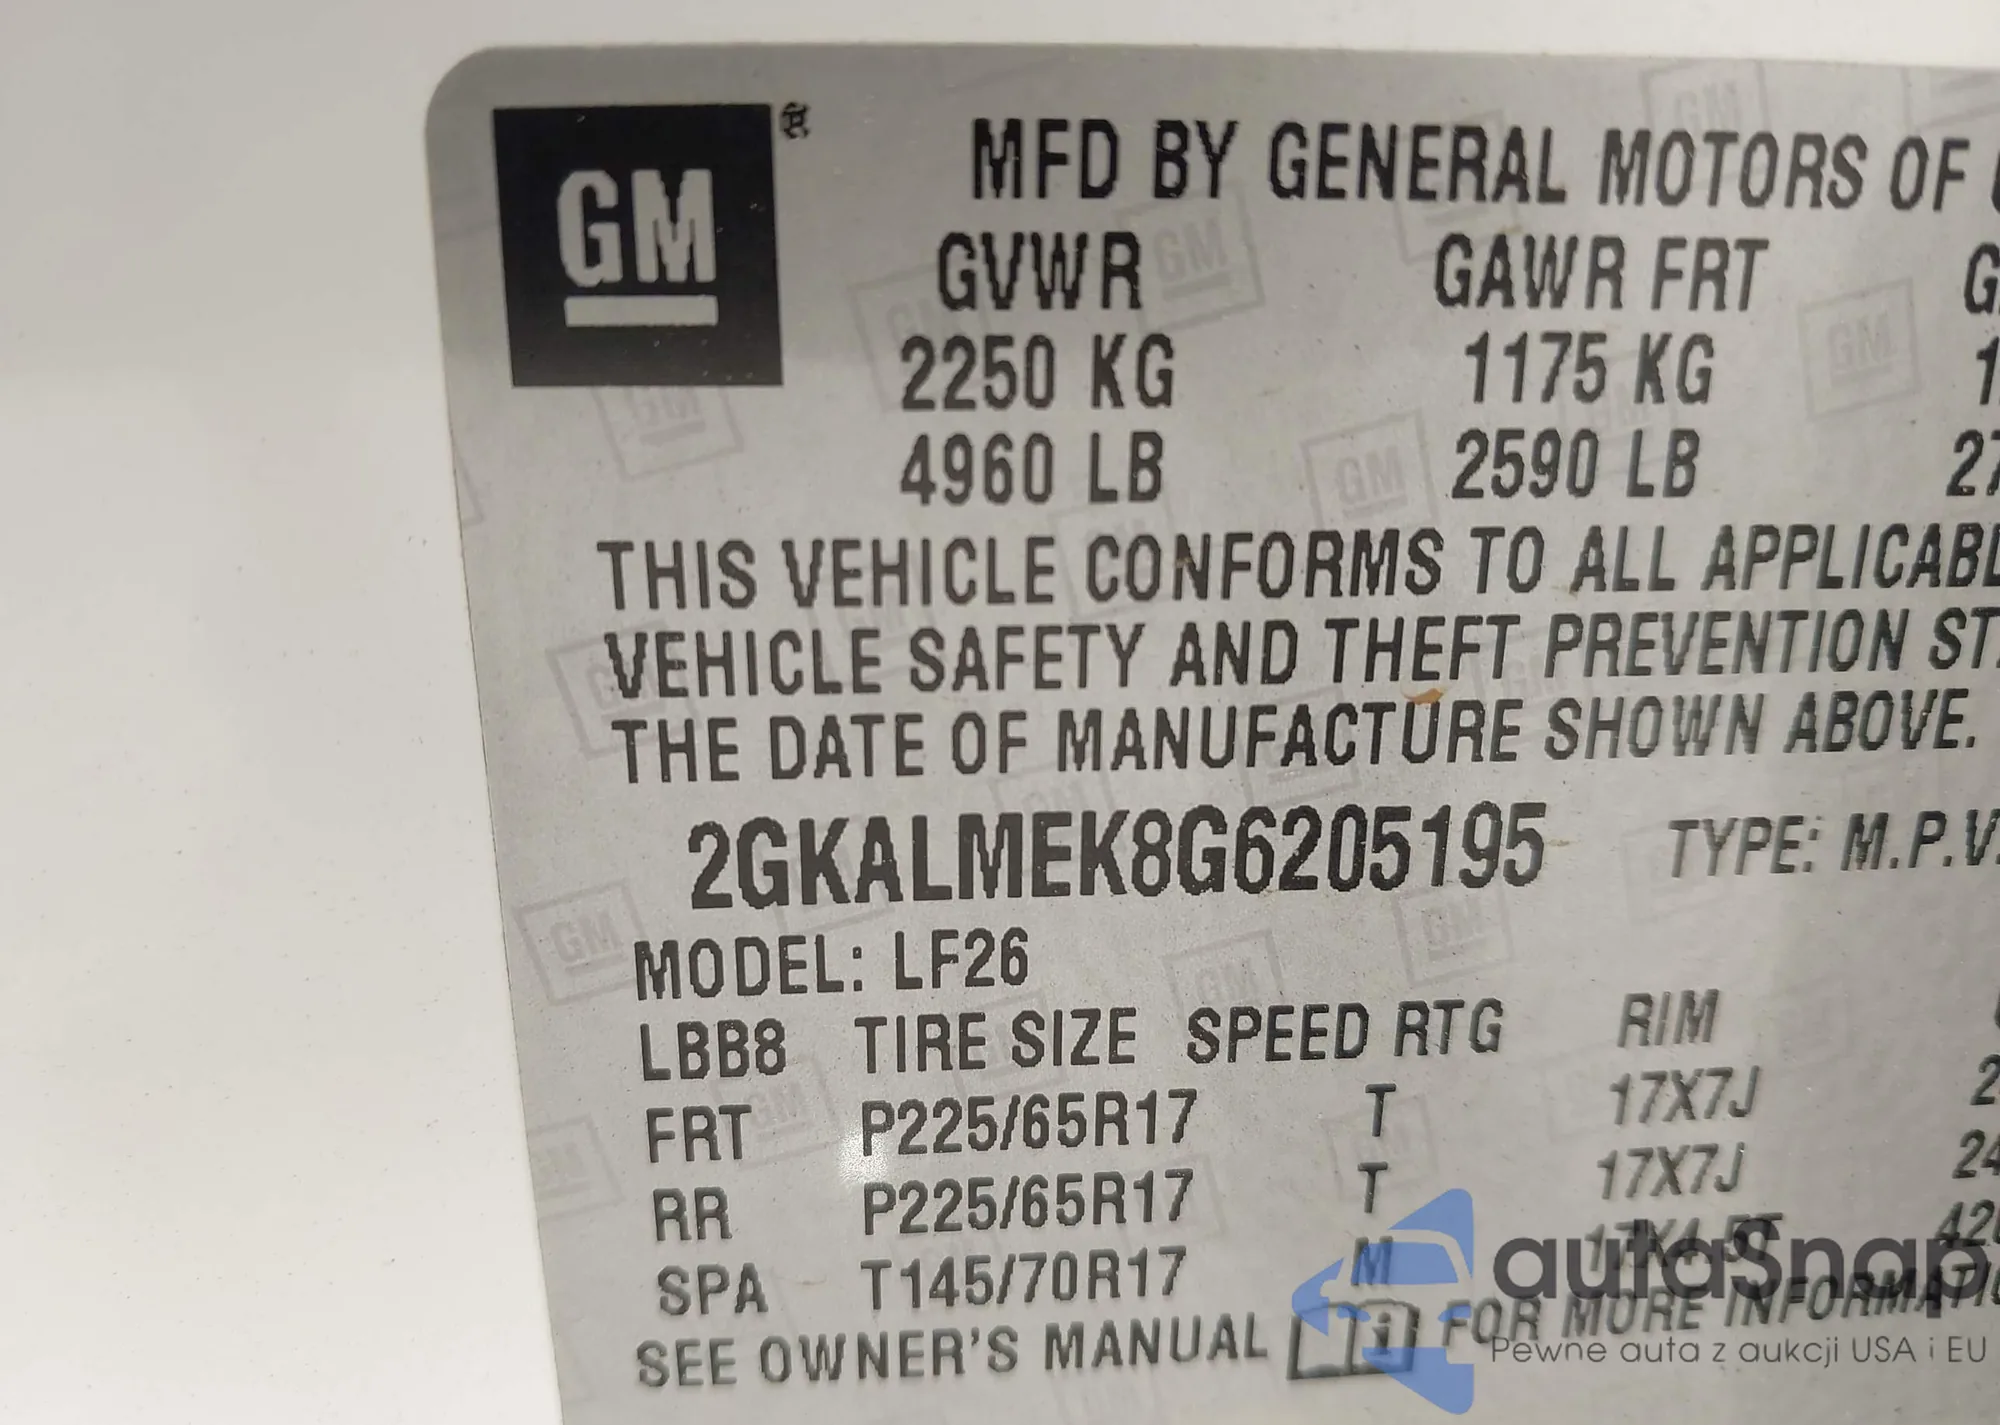 GM
MFD BY GENERAL MOTORS OF
GVWR GAWR FRT
2250 KG 1175 KG
4960 LB 2590 LB
THIS VEHICLE CONFORMS TO ALL APPLICABL
VEHICLE SAFETY AND THEFT PREVENTION ST
THE DATE OF MANUFACTURE SHOWN ABOVE.
2GKALMEK8G6205195 TYPE: M.P.V.
MODEL: LF26
LBB8 TIRE SIZE SPEED RTG RIM
FRT P225/65R17 T 17X7J
RR P225/65R17 T 17X7J
SPA T145/70R17 M
SEE OWNER'S MANUAL FOR MORE INFORMATIO
autaSnap
Pewne auta z aukcji USA i EU